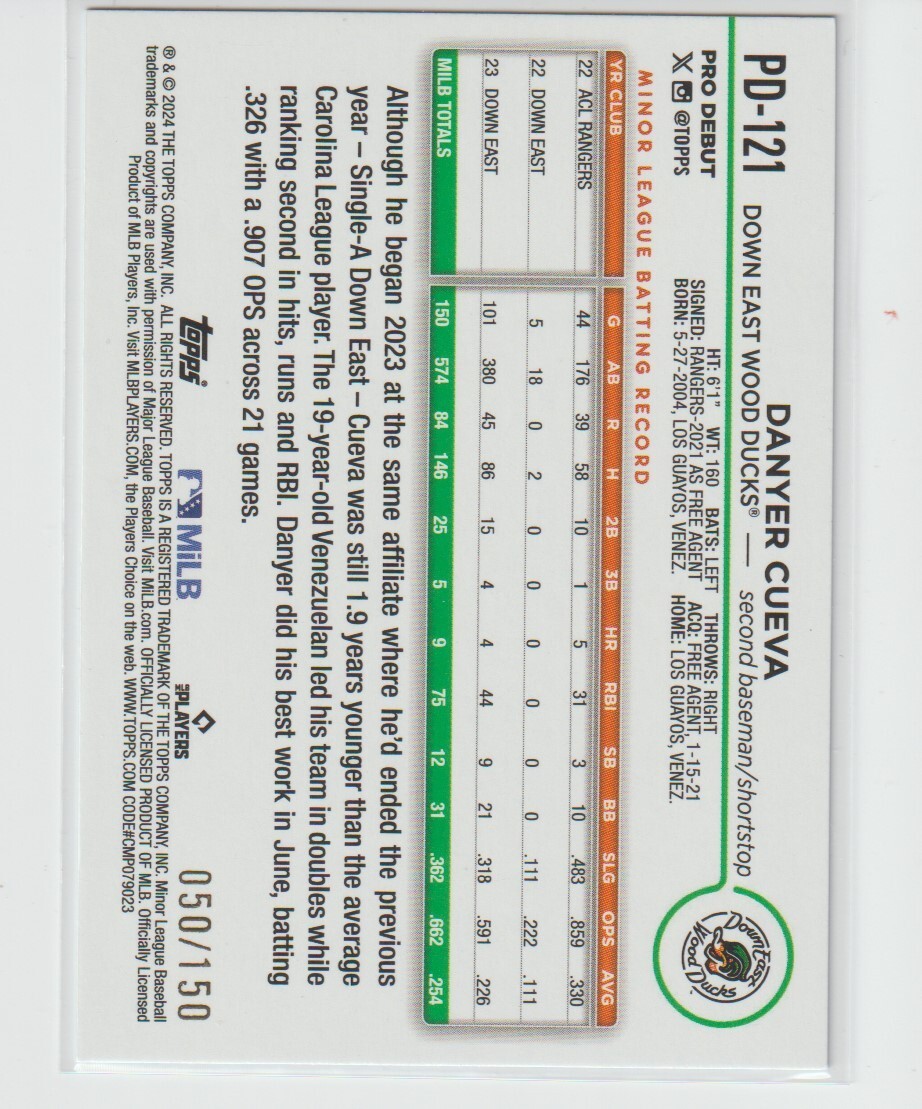 PD-121
DANYER CUEVA
DOWN EAST WOOD DUCKS® — second baseman/shortstop
Down East
Wood Ducks
PRO DEBUT
X @TOPPS
HT: 6'1" WT: 160 BATS: LEFT THROWS: RIGHT
SIGNED: RANGERS-2021 AS FREE AGENT ACQ: FREE AGENT, 1-15-21
BORN: 5-27-2004, LOS GUAYOS, VENEZ. HOME: LOS GUAYOS, VENEZ.
MINOR LEAGUE BATTING RECORD
YR CLUB G AB R H 2B 3B HR RBI SB BB SLG OPS AVG
22 ACL RANGERS 44 176 39 58 10 1 5 31 3 10 .483 .859 .330
22 DOWN EAST 5 18 0 2 0 0 0 0 0 0 .111 .222 .111
23 DOWN EAST 101 380 45 86 15 4 4 44 9 21 .318 .591 .226
MILB TOTALS 150 574 84 146 25 5 9 75 12 31 .362 .662 .254
Although he began 2023 at the same affiliate where he'd ended the previous
year – Single-A Down East – Cueva was still 1.9 years younger than the average
Carolina League player. The 19-year-old Venezuelan led his team in doubles while
ranking second in hits, runs and RBI. Danyer did his best work in June, batting
.326 with a .907 OPS across 21 games.
topps® MiLB PLAYERS 050/150
® & © 2024 THE TOPPS COMPANY, INC. ALL RIGHTS RESERVED. TOPPS IS A REGISTERED TRADEMARK OF THE TOPPS COMPANY, INC. Minor League Baseball
trademarks and copyrights are used with permission of Major League Baseball. Visit MiLB.com. OFFICIALLY LICENSED PRODUCT OF MLB. Officially Licensed
Product of MLB Players, Inc. Visit MLBPLAYERS.COM, the Players Choice on the web. WWW.TOPPS.COM CODE#CMP079023